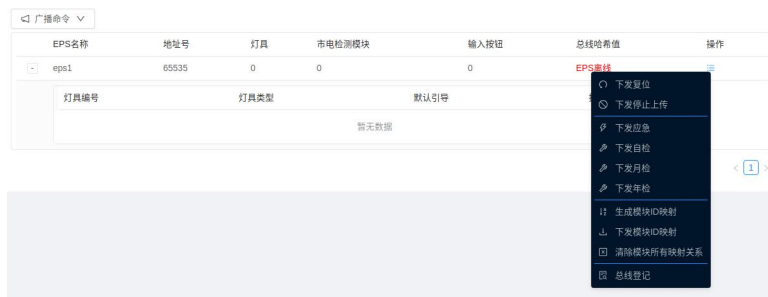 广播命令
EPS名称 地址号 灯具 市电检测模块 输入按钮 总线哈希值 操作
- eps1 65535 0 0 0 EPS离线
下发复位
灯具编号 灯具类型 默认引导
下发停止上传
暂无数据
下发应急
下发自检
下发月检
< 1 >
下发年检
生成模块ID映射
下发模块ID映射
清除模块所有映射关系
总线登记